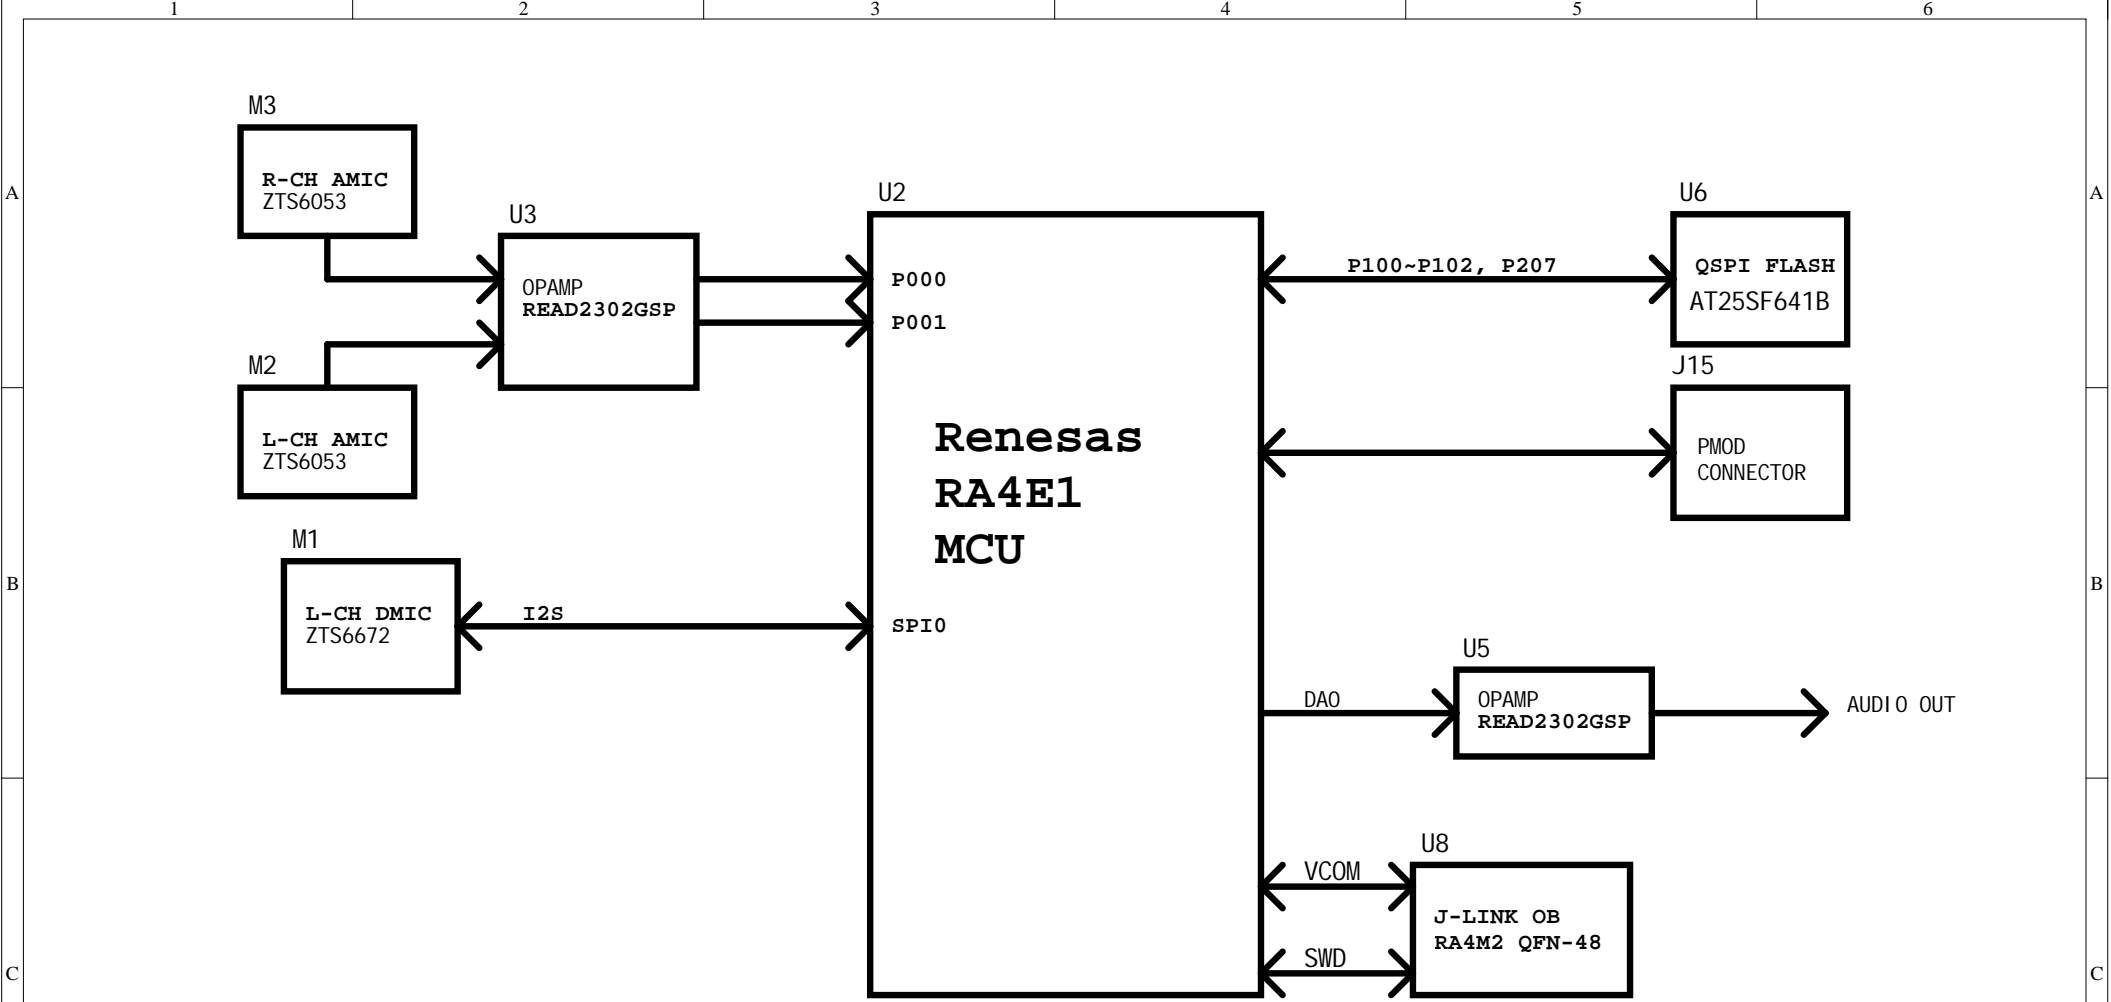 1 2 3 4 5 6
A A
B B
C C
M3
R-CH AMIC
ZTS6053
U3
OPAMP
READ2302GSP
M2
L-CH AMIC
ZTS6053
M1
L-CH DMIC
ZTS6672
I2S
U2
P000
P001
Renesas
RA4E1
MCU
SPI0
P100~P102, P207
U6
QSPI FLASH
AT25SF641B
J15
PMOD
CONNECTOR
DAO
U5
OPAMP
READ2302GSP
AUDIO OUT
VCOM
SWD
U8
J-LINK OB
RA4M2 QFN-48